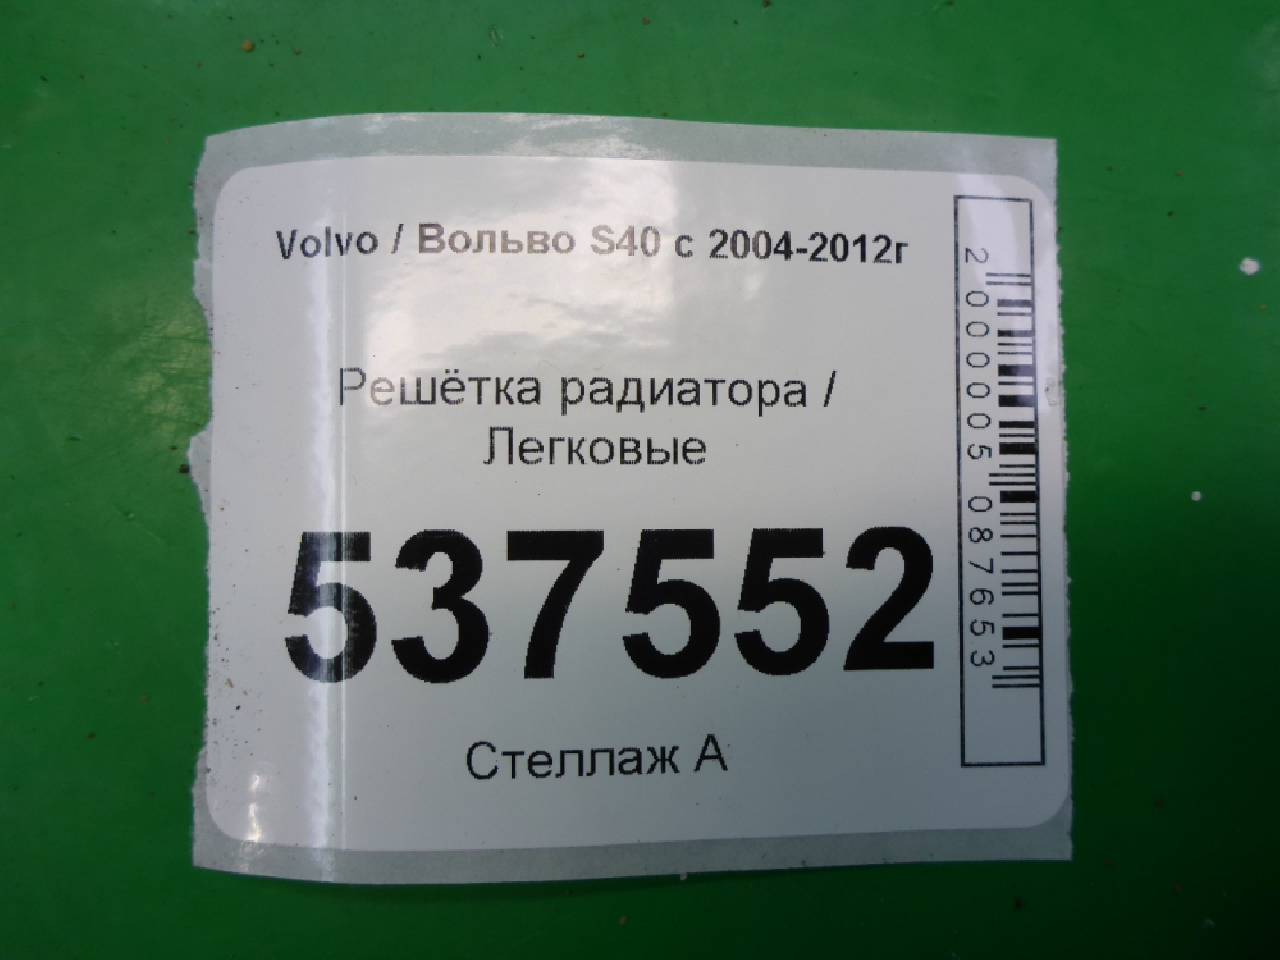 Volvo / Вольво S40 с 2004-2012г
Решётка радиатора /
Легковые
537552
Стеллаж А
2000005087653